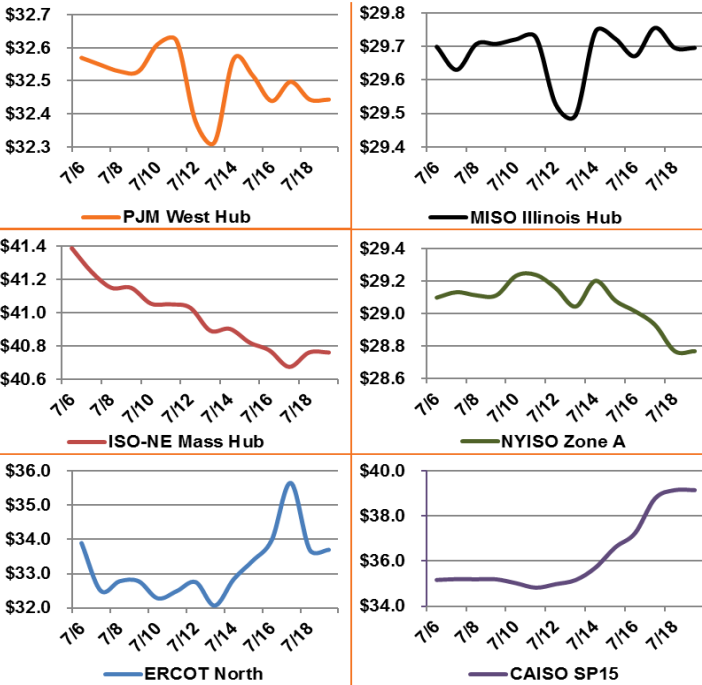 $32.7
$32.6
$32.5
$32.4
$32.3
7/6 7/8 7/10 7/12 7/14 7/16 7/18
PJM West Hub
$29.8
$29.7
$29.6
$29.5
$29.4
7/6 7/8 7/10 7/12 7/14 7/16 7/18
MISO Illinois Hub
$41.4
$41.2
$41.0
$40.8
$40.6
7/6 7/8 7/10 7/12 7/14 7/16 7/18
ISO-NE Mass Hub
$29.4
$29.2
$29.0
$28.8
$28.6
7/6 7/8 7/10 7/12 7/14 7/16 7/18
NYISO Zone A
$36.0
$35.0
$34.0
$33.0
$32.0
7/6 7/8 7/10 7/12 7/14 7/16 7/18
ERCOT North
$40.0
$38.0
$36.0
$34.0
7/6 7/8 7/10 7/12 7/14 7/16 7/18
CAISO SP15